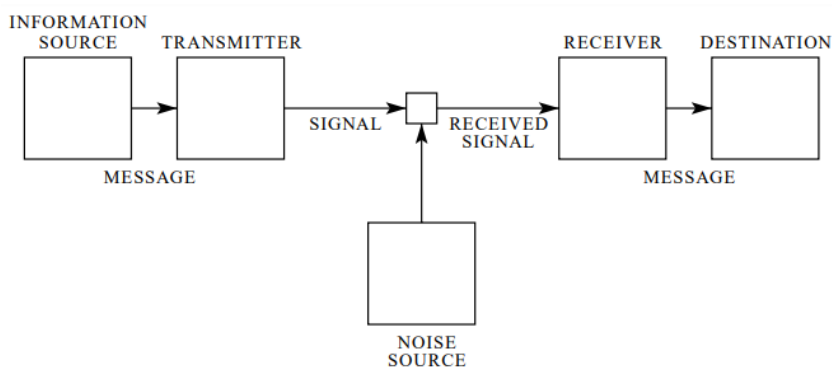 INFORMATION
SOURCE
TRANSMITTER
RECEIVER
DESTINATION
SIGNAL
RECEIVED
SIGNAL
MESSAGE
MESSAGE
NOISE
SOURCE